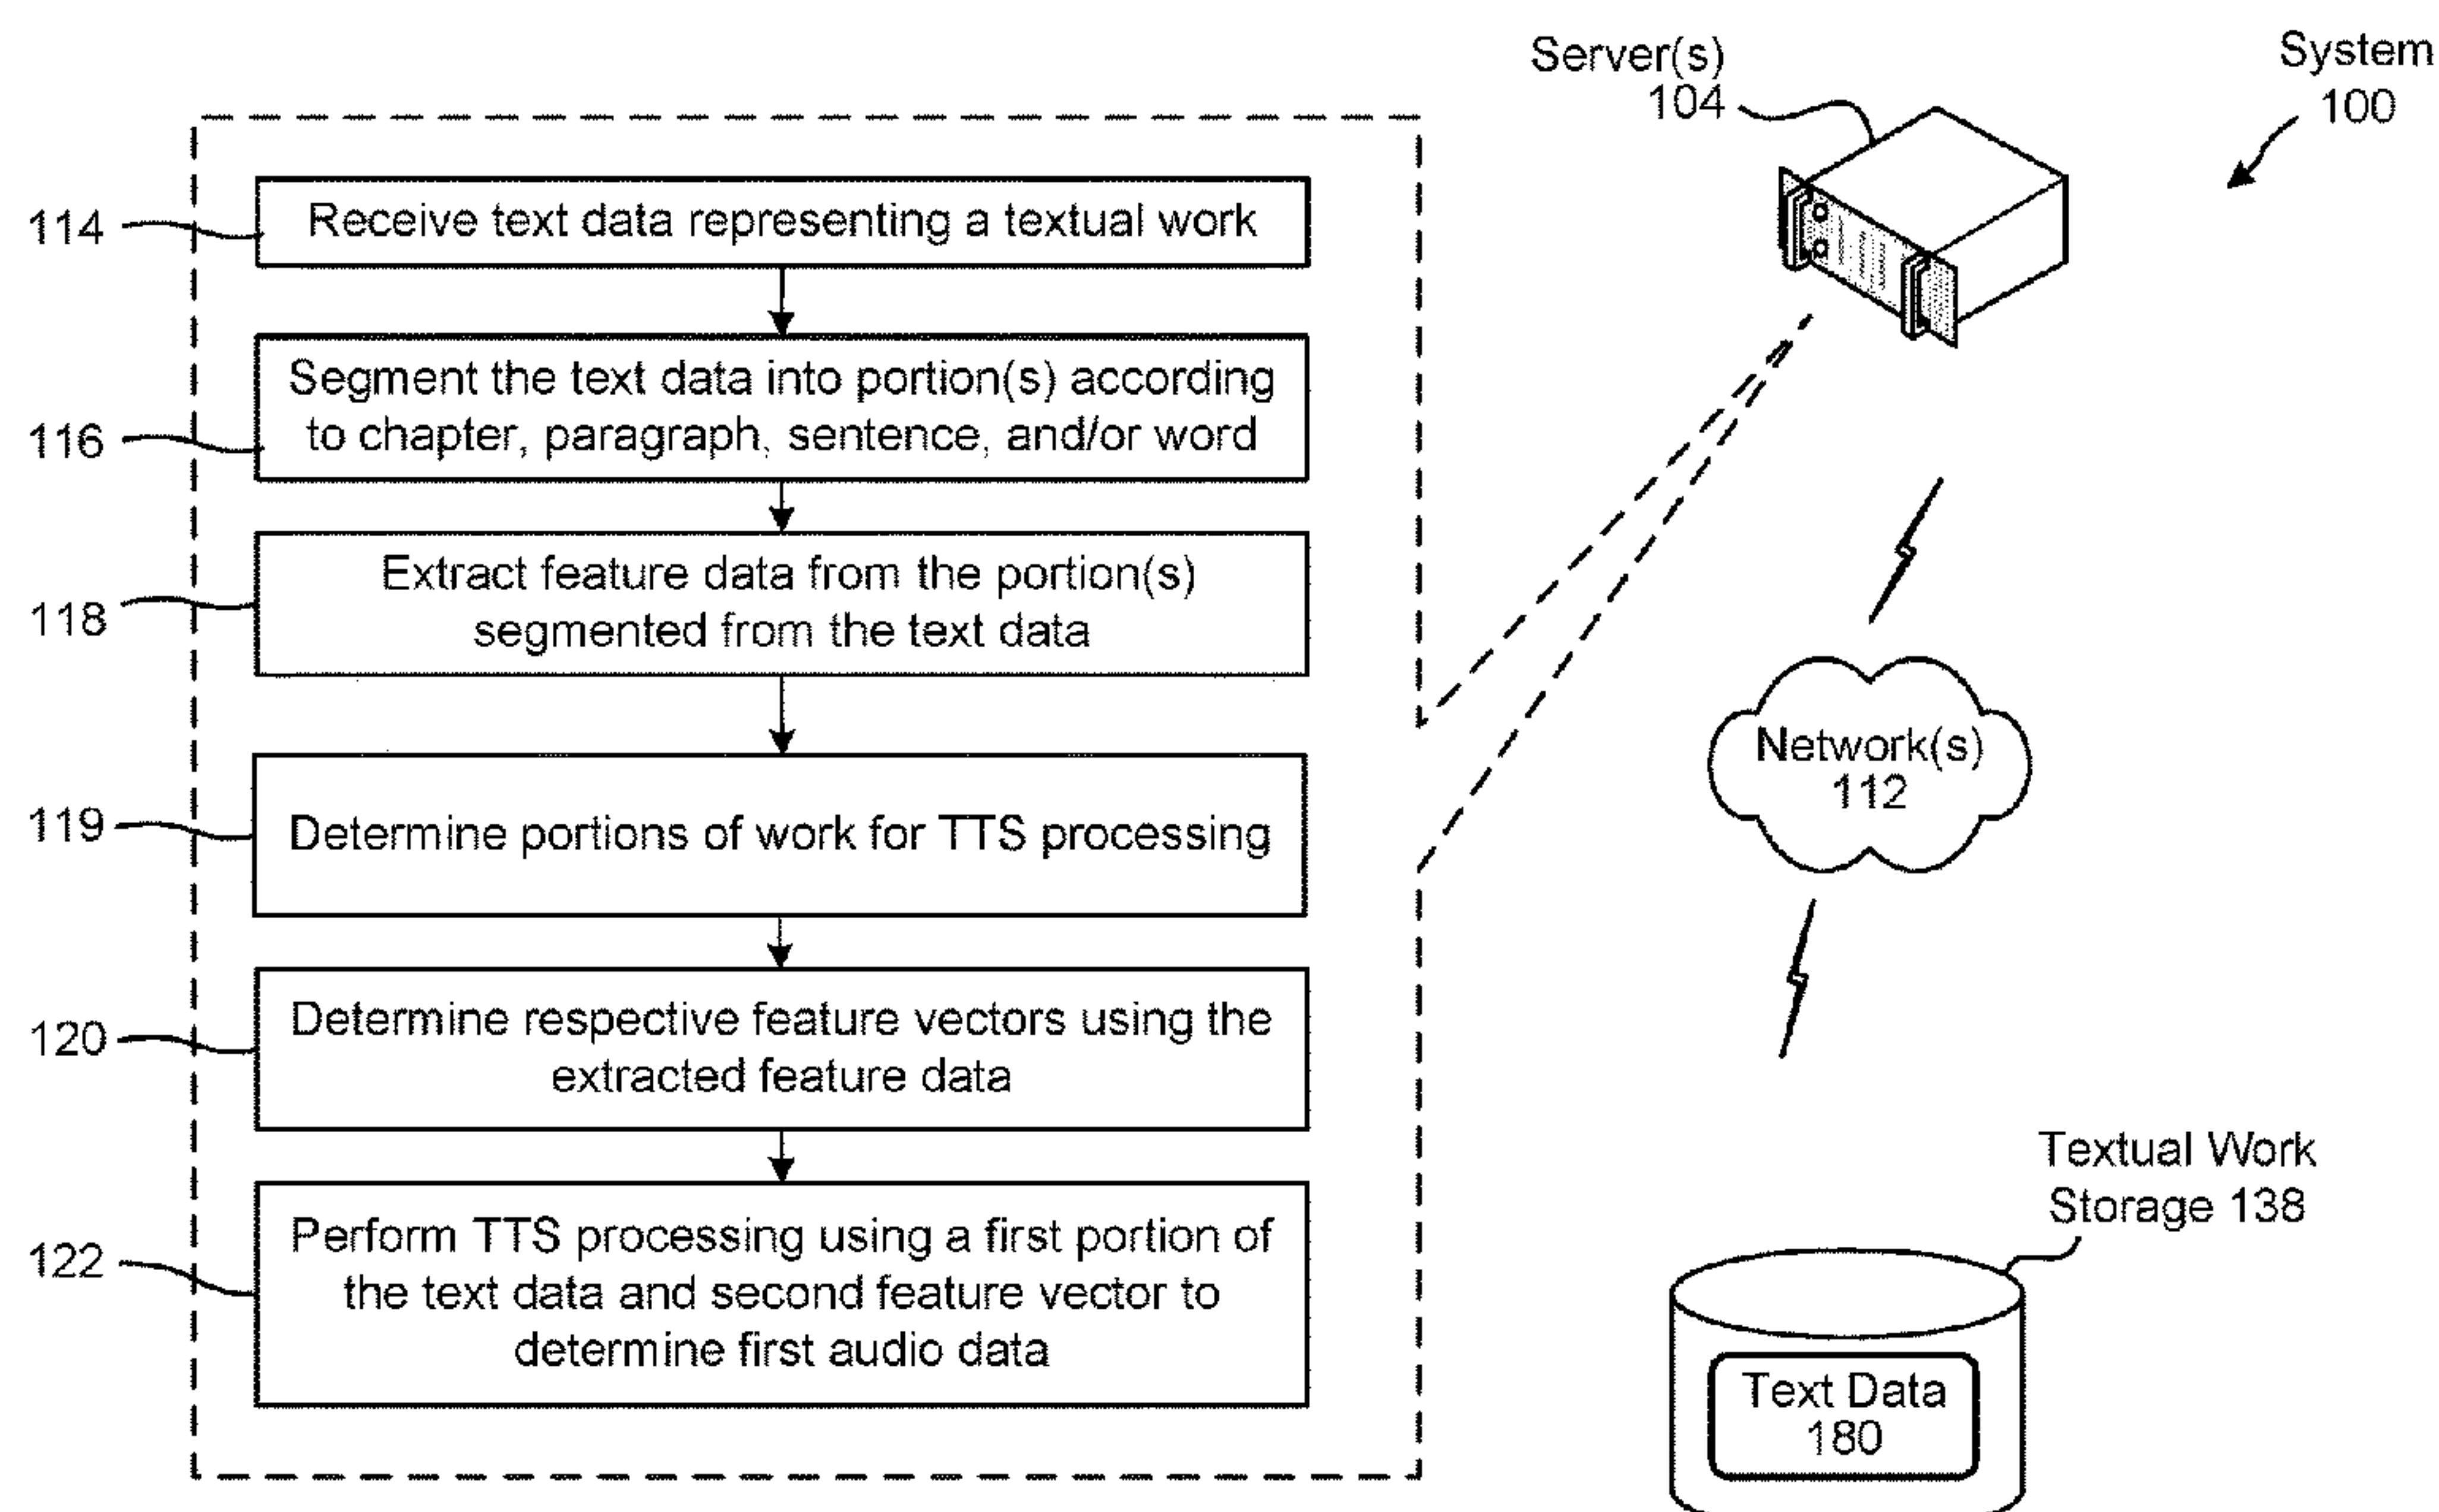 Server(s)
104
System
100
114
Receive text data representing a textual work
116
Segment the text data into portion(s) according
to chapter, paragraph, sentence, and/or word
118
Extract feature data from the portion(s)
segmented from the text data
119
Determine portions of work for TTS processing
120
Determine respective feature vectors using the
extracted feature data
122
Perform TTS processing using a first portion of
the text data and second feature vector to
determine first audio data
Network(s)
112
Textual Work
Storage 138
Text Data
180